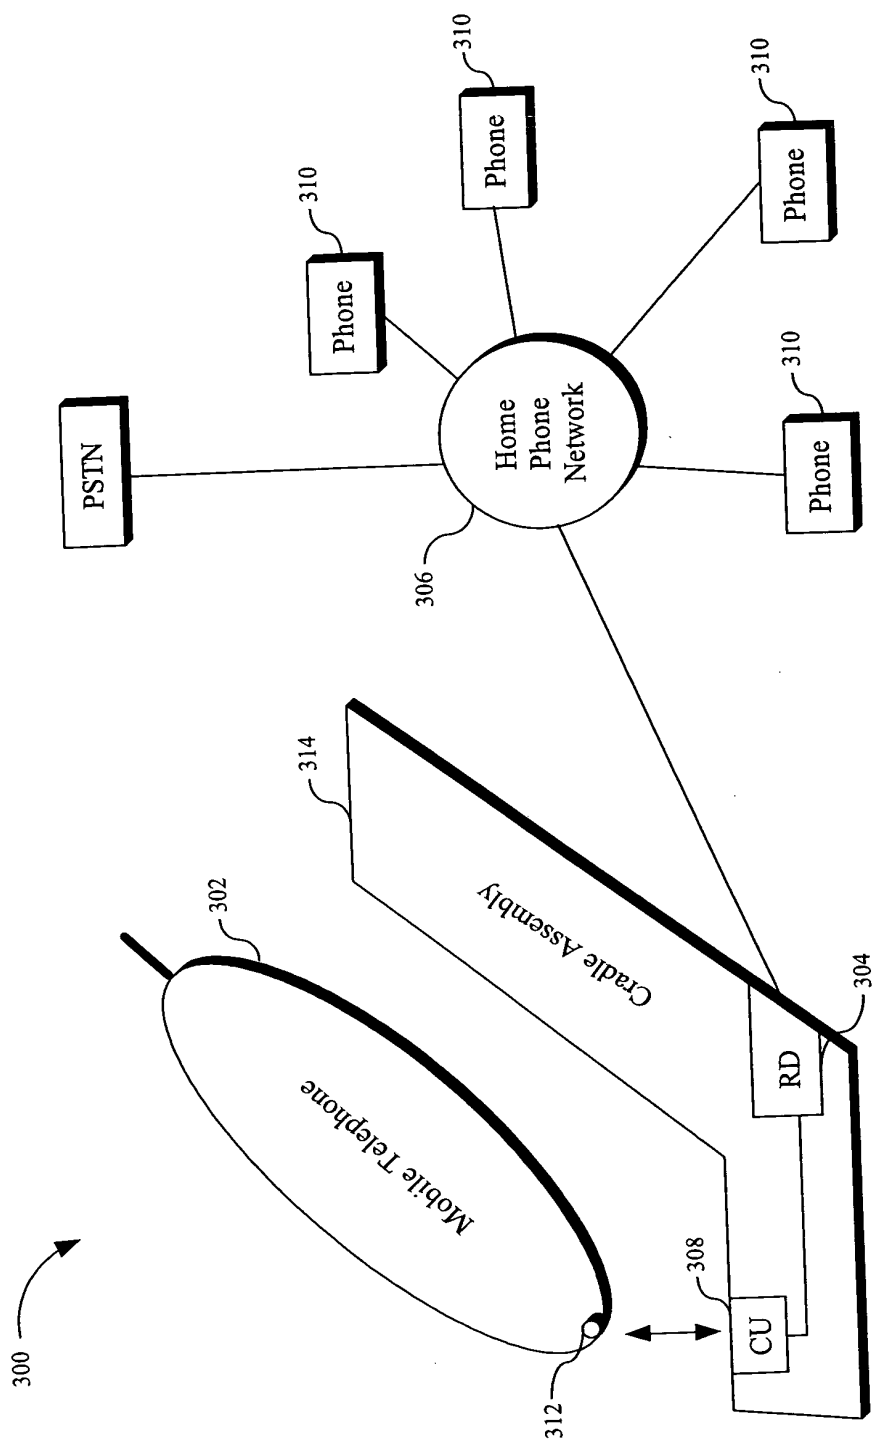 300
302
Mobile Telephone
312
314
Cradle Assembly
308
CU
RD
304
306
Home
Phone
Network
PSTN
310
Phone
310
Phone
310
Phone
310
Phone